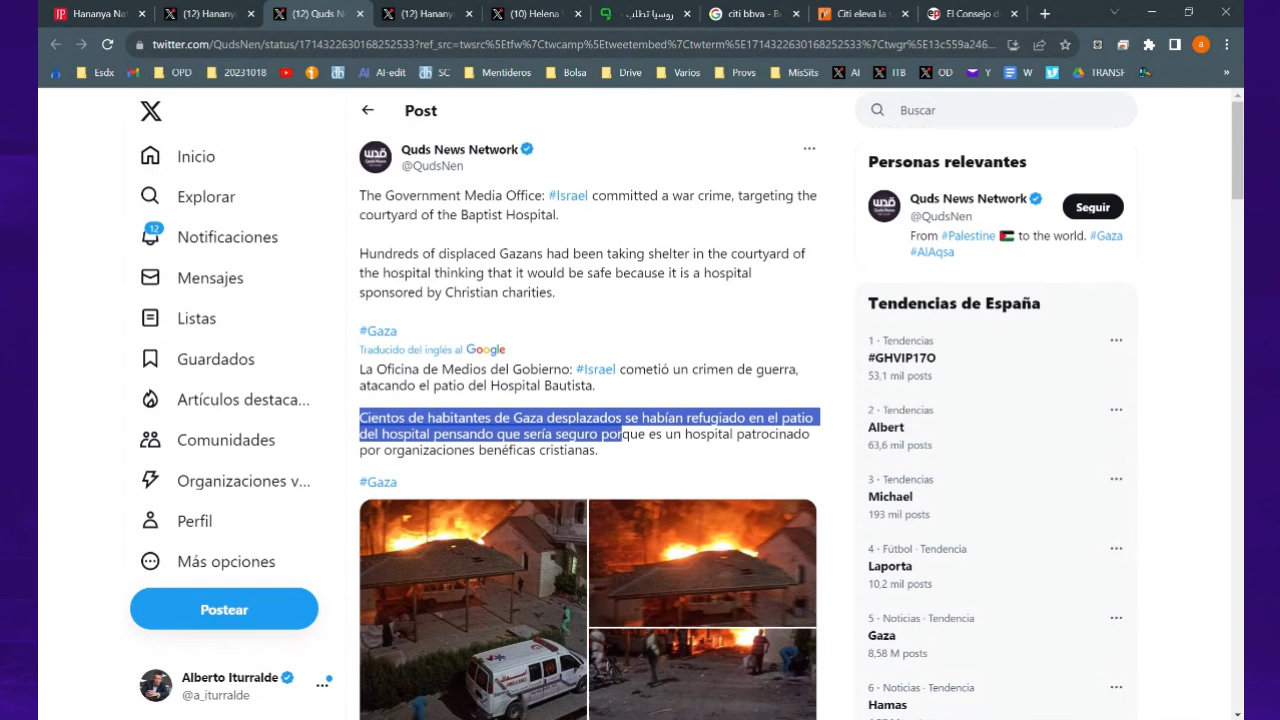 Hananya Naf
(12) Hananya
(12) Quds N
(12) Hanany
(10) Helena V
روسيا تطلب
citi bbva - B
Citi eleva la v
El Consejo d
twitter.com/QudsNen/status/1714322630168252533?ref_src=twsrc%5Etfw%7Ctwcamp%5Etweetembed%7Ctwterm%5E1714322630168252533%7Ctwgr%5E13c559a246...
Esdx
OPD
20231018
AI-edit
SC
Mentideros
Bolsa
Drive
Varios
Provs
MisSits
AI
ITB
OD
Y
W
TRANSF
»
Inicio
Explorar
12
Notificaciones
Mensajes
Listas
Guardados
Artículos destaca...
Comunidades
Organizaciones v...
Perfil
Más opciones
Postear
Alberto Iturralde
@a_iturralde
Post
Quds News Network
@QudsNen
The Government Media Office: #Israel committed a war crime, targeting the
courtyard of the Baptist Hospital.
Hundreds of displaced Gazans had been taking shelter in the courtyard of
the hospital thinking that it would be safe because it is a hospital
sponsored by Christian charities.
#Gaza
Traducido del inglés al Google
La Oficina de Medios del Gobierno: #Israel cometió un crimen de guerra,
atacando el patio del Hospital Bautista.
Cientos de habitantes de Gaza desplazados se habían refugiado en el patio
del hospital pensando que sería seguro porque es un hospital patrocinado
por organizaciones benéficas cristianas.
#Gaza
Buscar
Personas relevantes
Quds News Network
@QudsNen
Seguir
From #Palestine 🇵🇸 to the world. #Gaza
#AlAqsa
Tendencias de España
1 · Tendencias
#GHVIP17O
53,1 mil posts
2 · Tendencias
Albert
63,6 mil posts
3 · Tendencias
Michael
193 mil posts
4 · Fútbol · Tendencia
Laporta
10,2 mil posts
5 · Noticias · Tendencia
Gaza
8,58 M posts
6 · Noticias · Tendencia
Hamas